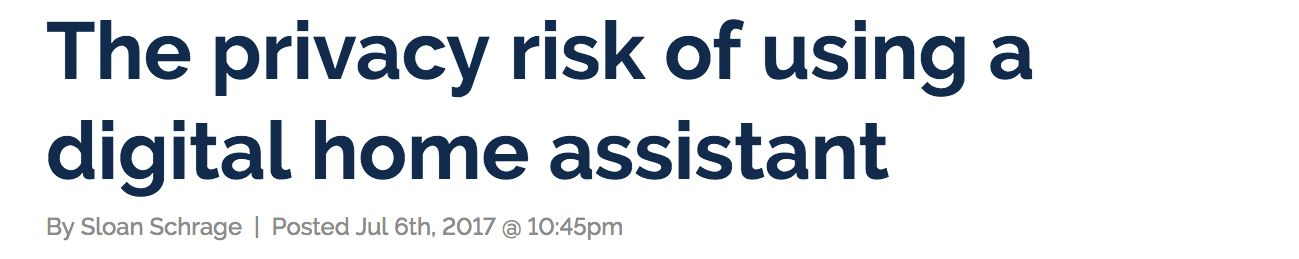 The privacy risk of using a
digital home assistant
By Sloan Schrage | Posted Jul 6th, 2017 @ 10:45pm